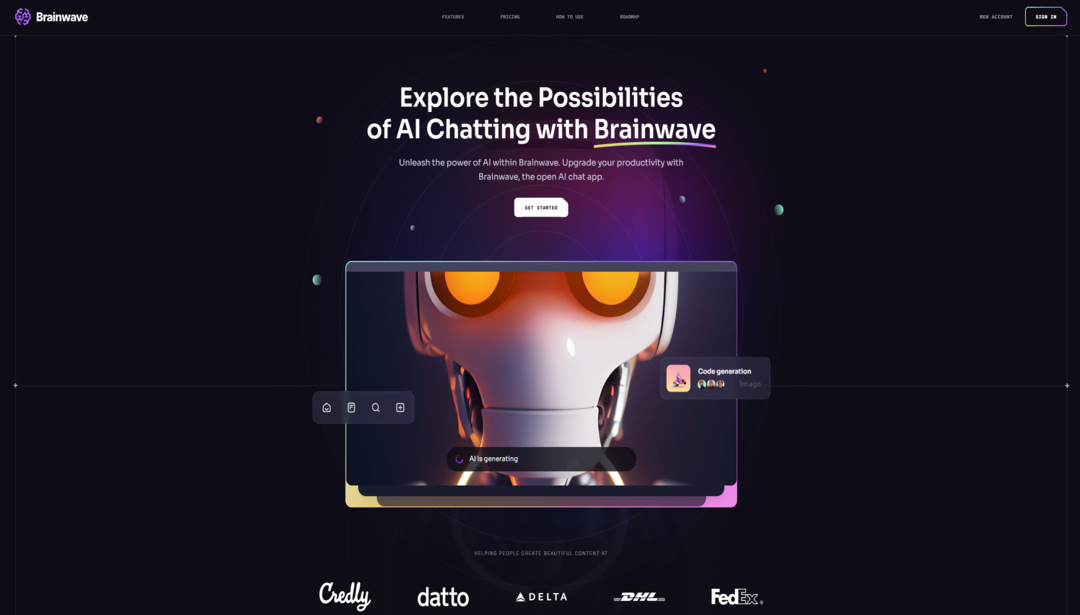 Brainwave
FEATURES
PRICING
HOW TO USE
ROADMAP
NEW ACCOUNT
SIGN IN
Explore the Possibilities
of AI Chatting with Brainwave
Unleash the power of AI within Brainwave. Upgrade your productivity with
Brainwave, the open AI chat app.
GET STARTED
Code generation
1m ago
AI is generating
HELPING PEOPLE CREATE BEAUTIFUL CONTENT AT
Credly
datto
DELTA
DHL
FedEx®